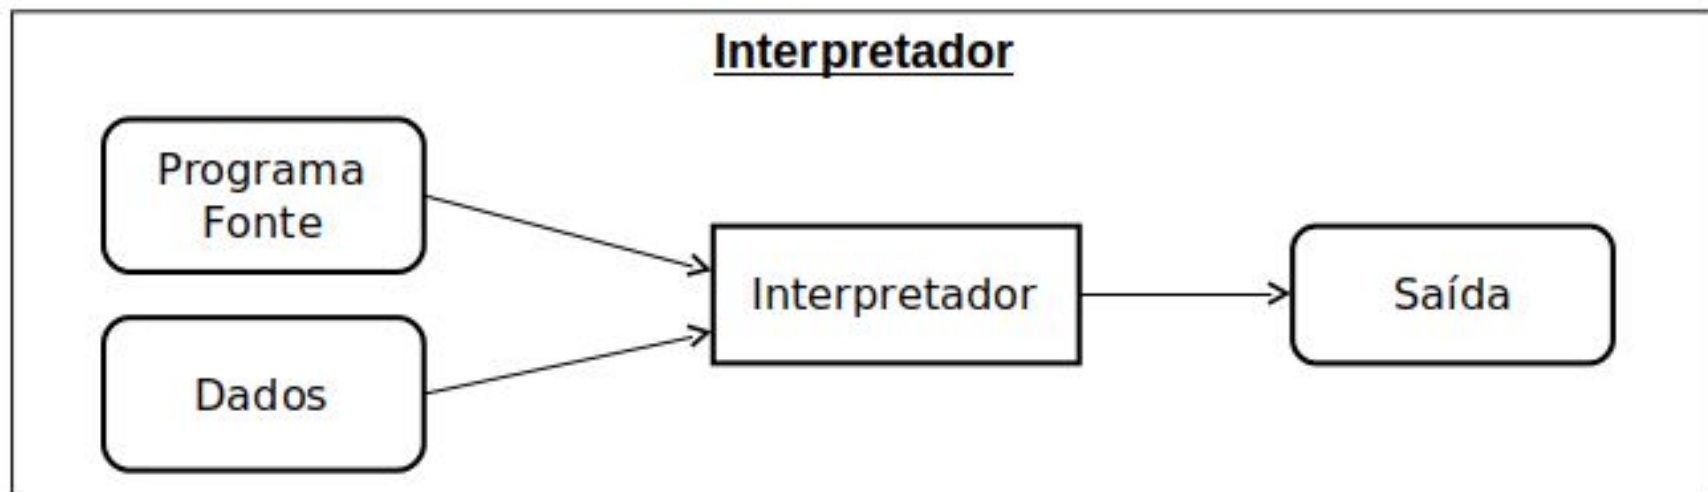 Interpretador
Programa
Fonte
Dados
Interpretador
Saída